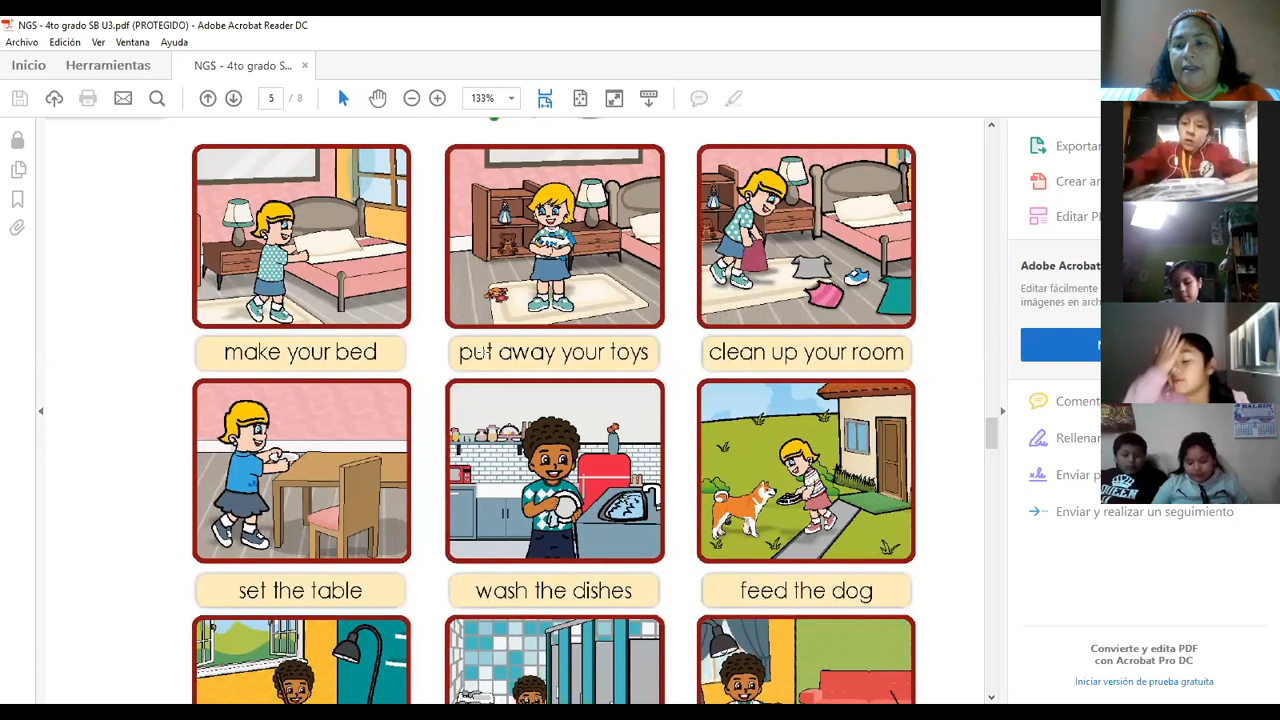 NGS - 4to grado SB U3.pdf (PROTEGIDO) - Adobe Acrobat Reader DC
Archivo Edición Ver Ventana Ayuda
Inicio Herramientas NGS - 4to grado S... ×
5 / 8 133%
make your bed put away your toys clean up your room
set the table wash the dishes feed the dog
Exportar
Crear ar
Editar P
Adobe Acrobat
Editar fácilmente
imágenes en arch
Coment
Rellenar
Enviar p
Enviar y realizar un seguimiento
Convierte y edita PDF
con Acrobat Pro DC
Iniciar versión de prueba gratuita
QUEEN